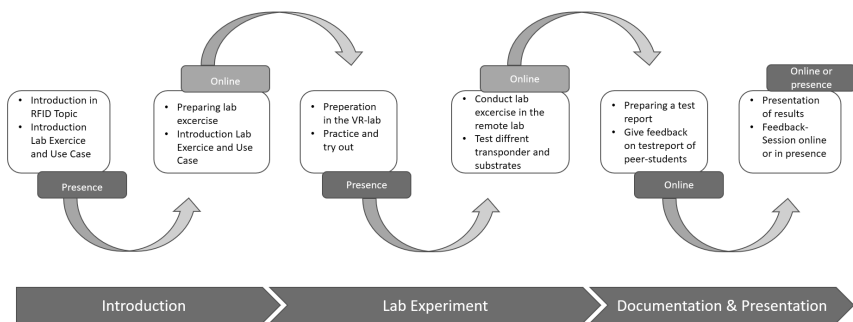 Introduction in
RFID Topic
Introduction
Lab Exercice
and Use Case
Presence
Online
Preparing lab
excercise
Introduction Lab
Exercice and Use
Case
Preperation
in the VR-lab
Practice and
try out
Presence
Online
Conduct lab
excercise in the
remote lab
Test diffrent
transponder and
substrates
Preparing a test
report
Give feedback
on testreport of
peer-students
Online
Online or
presence
Presentation
of results
Feedback-
Session online
or in presence
Introduction
Lab Experiment
Documentation & Presentation